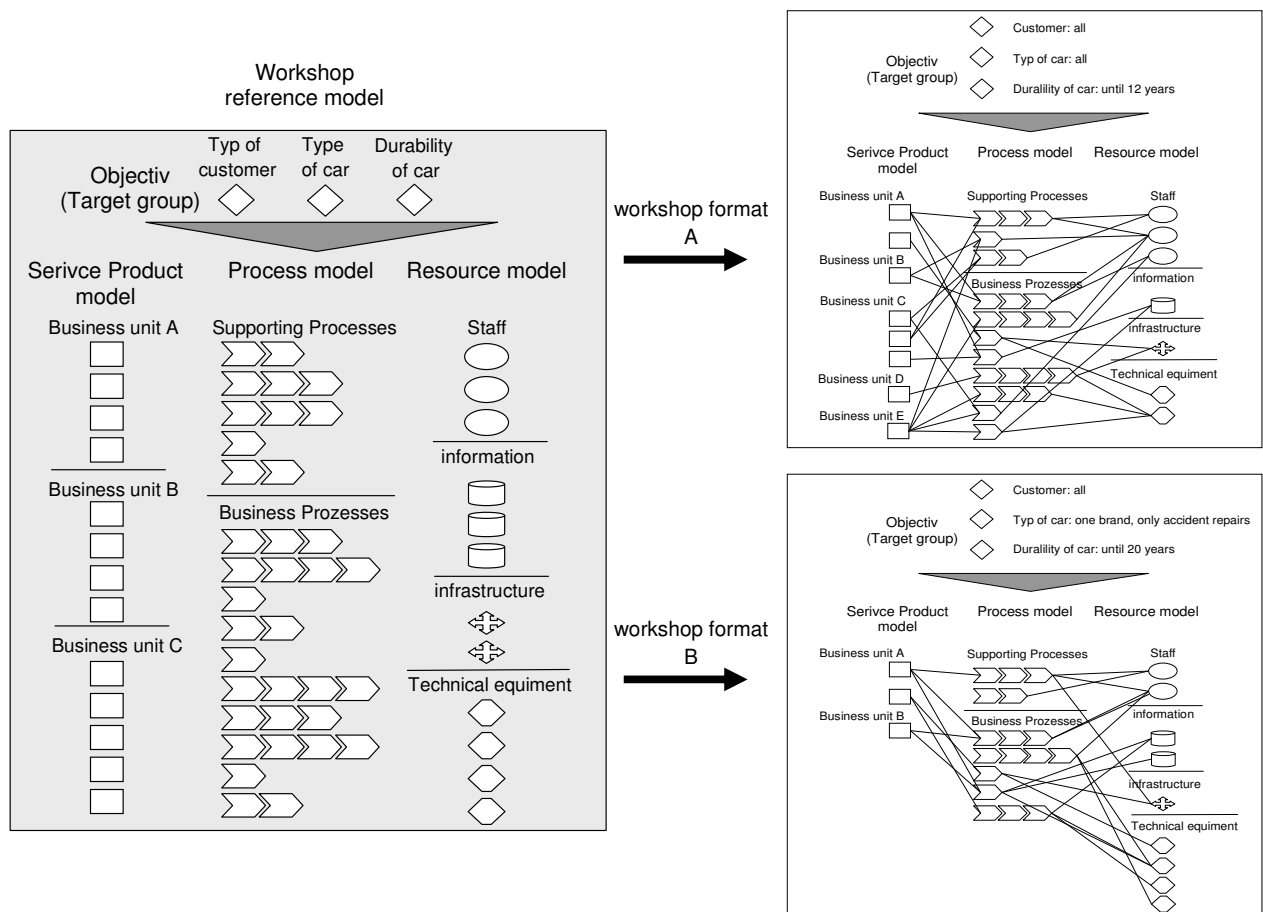 Workshop
reference model
Objectiv
(Target group)
Typ of
customer
Type
of car
Durability
of car
Serivce Product
model
Process model
Resource model
Business unit A
Business unit B
Business unit C
Supporting Processes
Business Prozesses
Staff
information
infrastructure
Technical equiment
workshop format
A
workshop format
B
Objectiv
(Target group)
Customer: all
Typ of car: all
Duralility of car: until 12 years
Serivce Product
model
Process model
Resource model
Business unit A
Business unit B
Business unit C
Business unit D
Business unit E
Supporting Processes
Business Prozesses
Staff
information
infrastructure
Technical equiment
Objectiv
(Target group)
Customer: all
Typ of car: one brand, only accident repairs
Duralility of car: until 20 years
Serivce Product
model
Process model
Resource model
Business unit A
Business unit B
Supporting Processes
Business Prozesses
Staff
information
infrastructure
Technical equiment